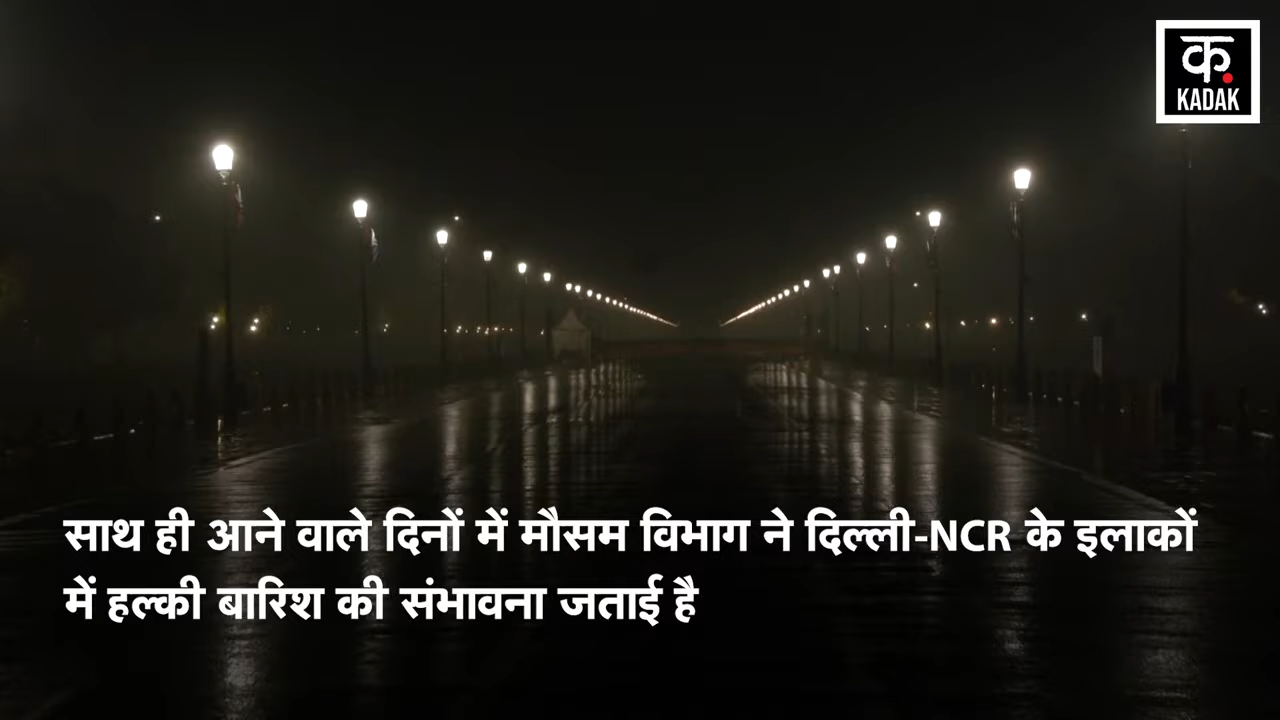 क
KADAK
साथ ही आने वाले दिनों में मौसम विभाग ने दिल्ली-NCR के इलाकों
में हल्की बारिश की संभावना जताई है